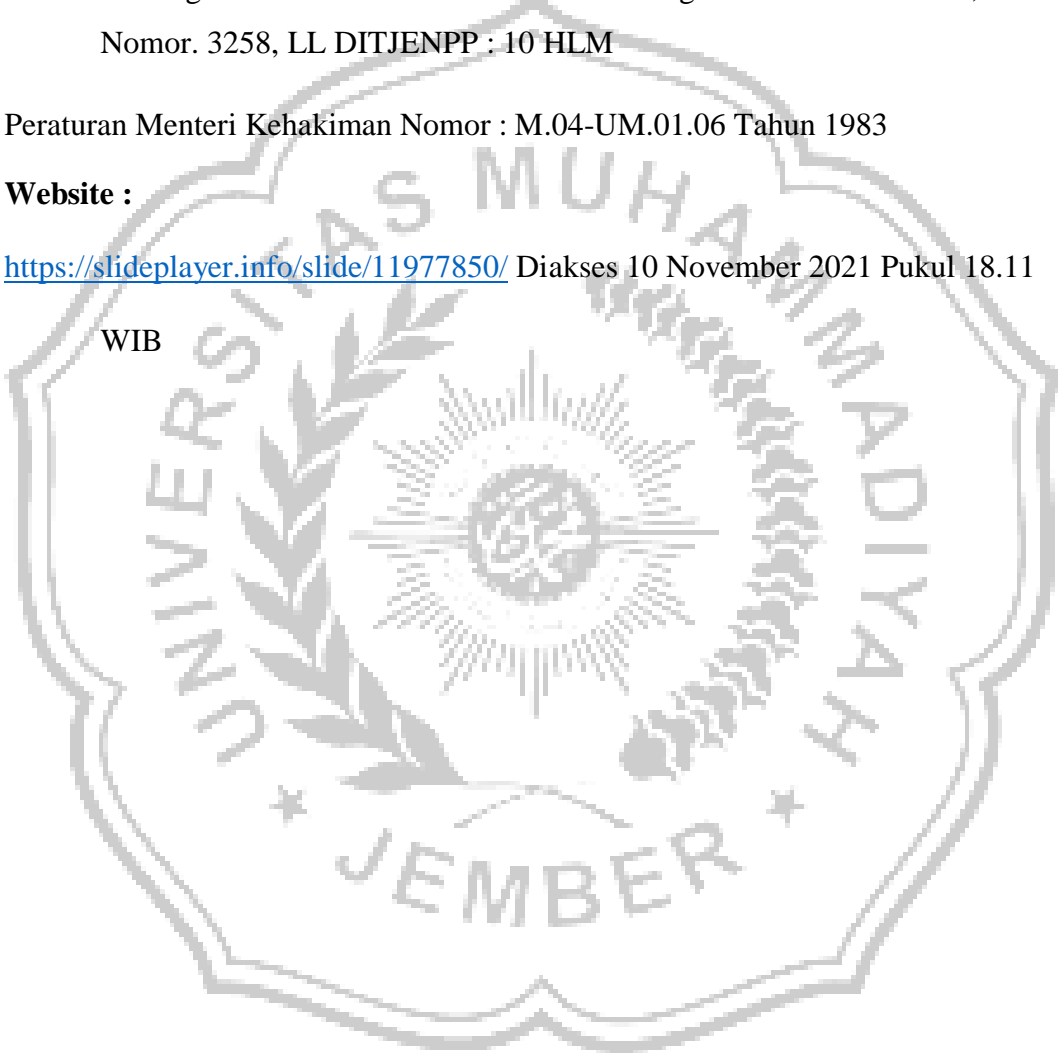 Nomor. 3258, LL DITJENPP : 10 HLM
Peraturan Menteri Kehakiman Nomor : M.04-UM.01.06 Tahun 1983
Website :
https://slideplayer.info/slide/11977850/ Diakses 10 November 2021 Pukul 18.11
WIB
UNIVERSITAS MUHAMMADIYAH
JEMBER